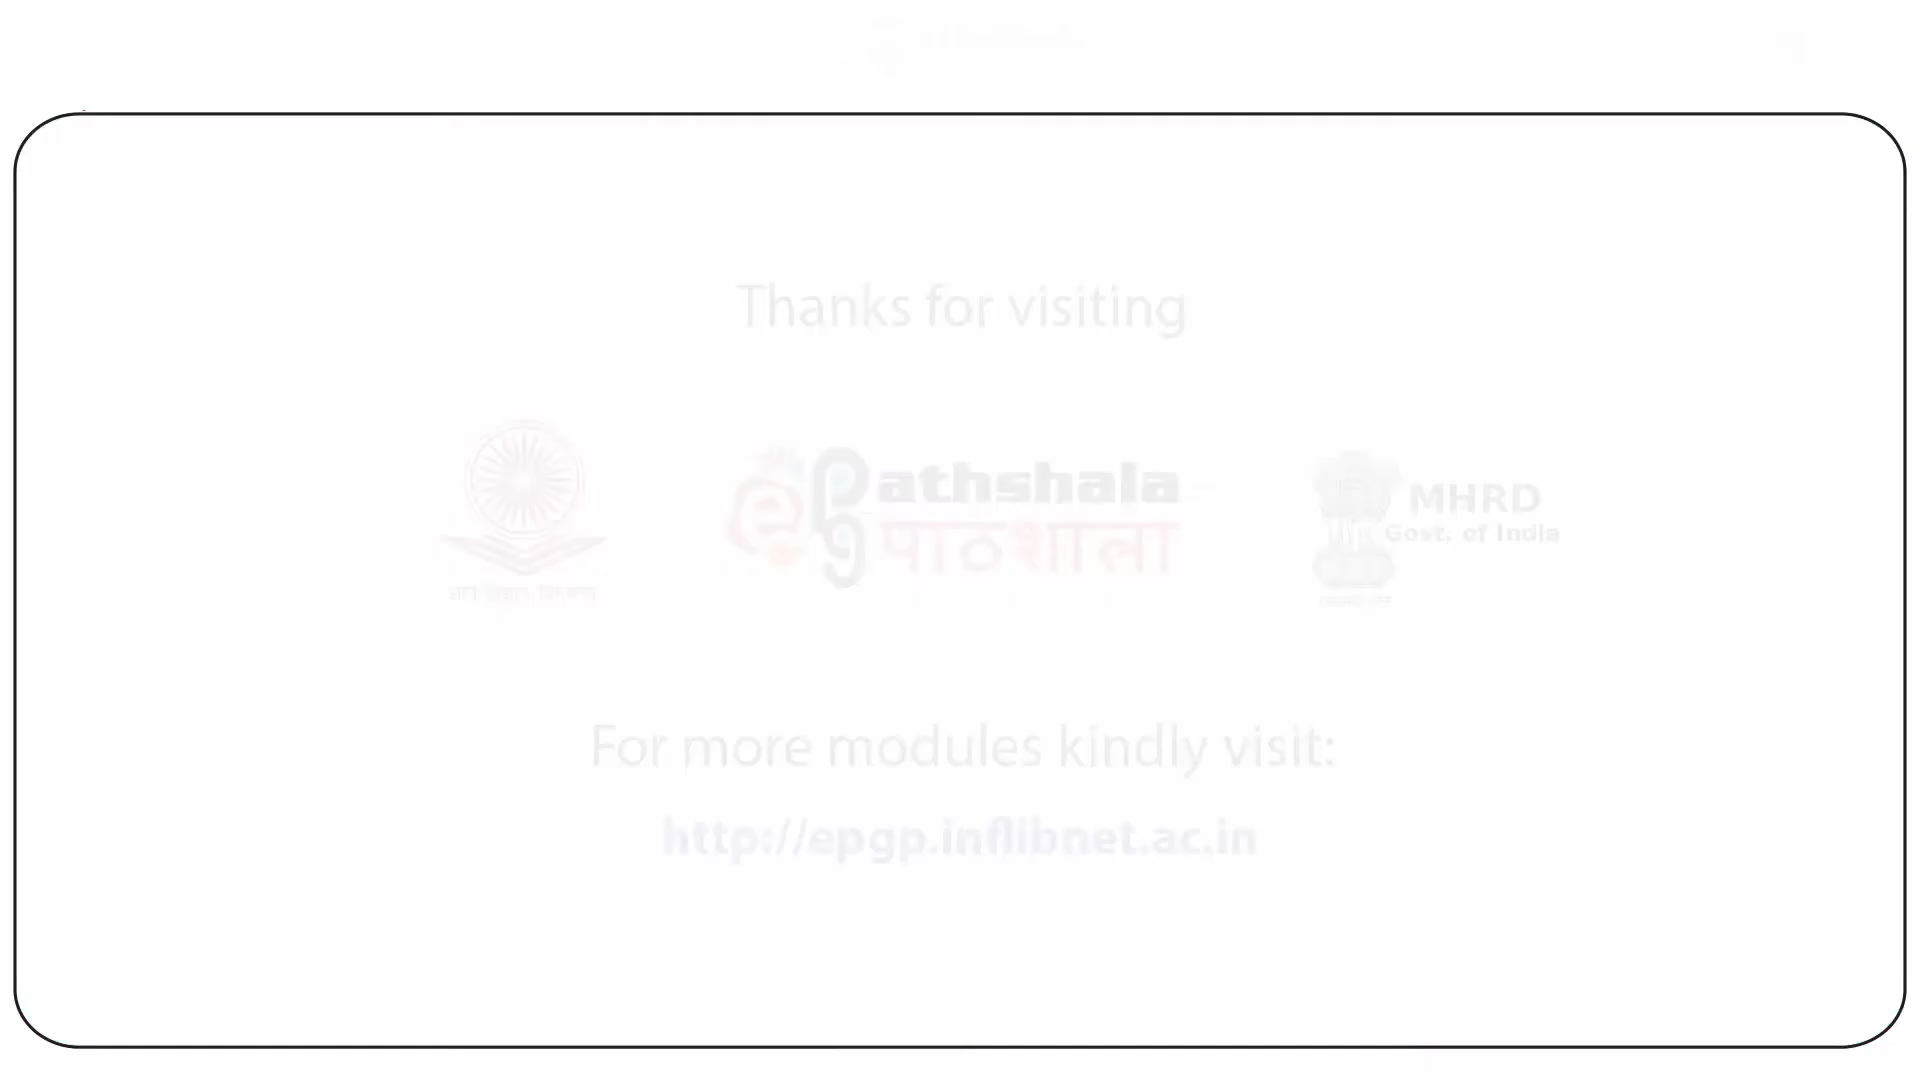 Thanks for visiting
e pg athshala
पाठशाला
MHRD
Govt. of India
For more modules kindly visit:
http://epgp.inflibnet.ac.in